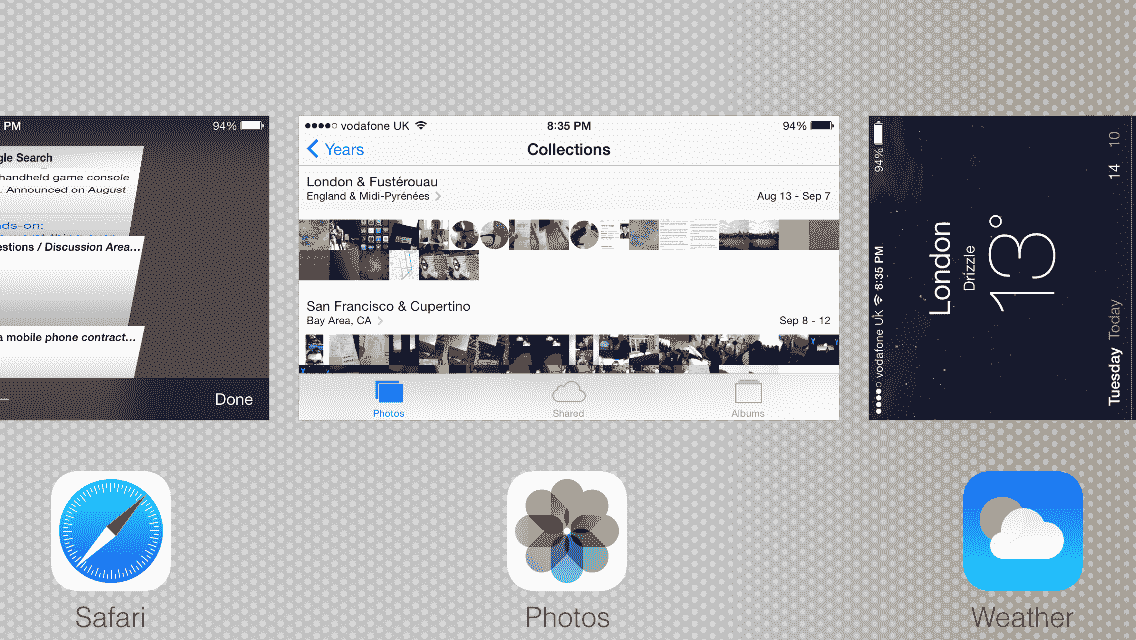 PM 94%
gle Search
handheld game console
. Announced on August
ds-on:
estions / Discussion Area...
a mobile phone contract...
Done
vodafone UK 8:35 PM 94%
Years Collections
London & Fustérouau
England & Midi-Pyrénées Aug 13 - Sep 7
San Francisco & Cupertino
Bay Area, CA Sep 8 - 12
Photos Shared Albums
vodafone UK 8:35 PM 94%
London
Drizzle
13°
Tuesday Today 14 10
Safari Photos Weather